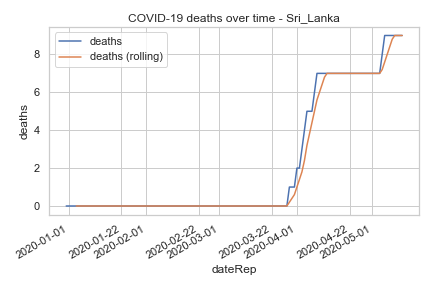 COVID-19 deaths over time - Sri_Lanka
deaths
deaths (rolling)
8
6
4
2
0
deaths
2020-01-01
2020-01-22
2020-02-01
2020-02-22
2020-03-01
2020-03-22
2020-04-01
2020-04-22
2020-05-01
dateRep